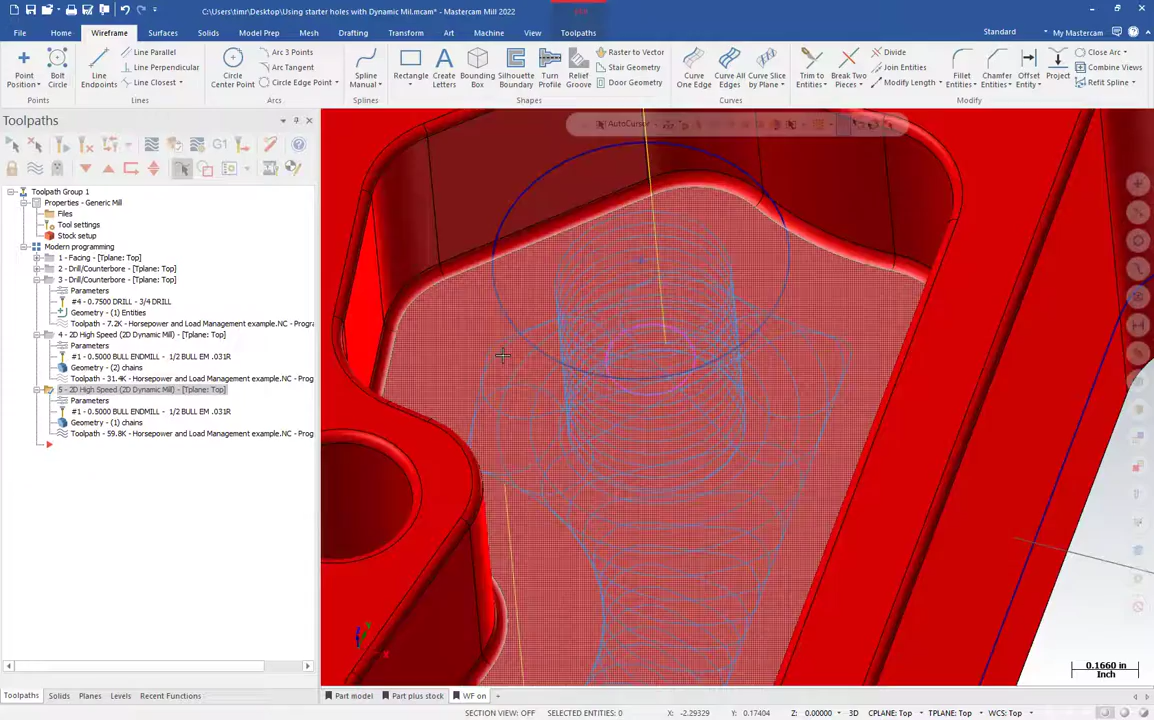 C:\Users\timr\Desktop\Using starter holes with Dynamic Mil.mcam* - Mastercam Mill 2022
File Home Wireframe Surfaces Solids Model Prep Mesh Drafting Transform Art Machine View Toolpaths Standard My Mastercam
Point Position
Bolt Circle
Points
Line Endpoints
Line Parallel
Line Perpendicular
Line Closest
Lines
Circle Center Point
Arc 3 Points
Arc Tangent
Circle Edge Point
Arcs
Spline Manual
Splines
Rectangle
Create Letters
Bounding Box
Silhouette Boundary
Turn Profile
Relief Groove
Raster to Vector
Stair Geometry
Door Geometry
Shapes
Curve One Edge
Curve All Edges
Curve Slice by Plane
Curves
Trim to Entities
Break Two Pieces
Divide
Join Entities
Modify Length
Fillet Entities
Chamfer Entities
Offset Entity
Project
Close Arc
Combine Views
Refit Spline
Modify
Toolpaths
AutoCursor
G1
Toolpath Group 1
Properties - Generic Mill
Files
Tool settings
Stock setup
Modern programming
1 - Facing - [Tplane: Top]
2 - Drill/Counterbore - [Tplane: Top]
3 - Drill/Counterbore - [Tplane: Top]
Parameters
#4 - 0.7500 DRILL - 3/4 DRILL
Geometry - (1) Entities
Toolpath - 7.2K - Horsepower and Load Management example.NC - Progra
4 - 2D High Speed (2D Dynamic Mill) - [Tplane: Top]
Parameters
#1 - 0.5000 BULL ENDMILL - 1/2 BULL EM .031R
Geometry - (2) chains
Toolpath - 31.4K - Horsepower and Load Management example.NC - Prog
5 - 2D High Speed (2D Dynamic Mill) - [Tplane: Top]
Parameters
#1 - 0.5000 BULL ENDMILL - 1/2 BULL EM .031R
Geometry - (1) chains
Toolpath - 59.8K - Horsepower and Load Management example.NC - Prog
0.1660 in
Inch
Toolpaths Solids Planes Levels Recent Functions
Part model Part plus stock WF on +
SECTION VIEW: OFF SELECTED ENTITIES: 0 X: -2.29329 Y: 0.17404 Z: 0.00000 3D CPLANE: Top TPLANE: Top WCS: Top